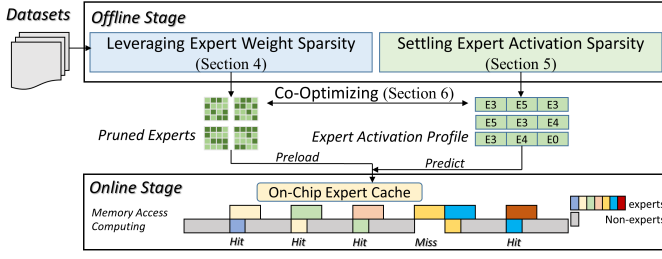 Datasets
Offline Stage
Leveraging Expert Weight Sparsity
(Section 4)
Settling Expert Activation Sparsity
(Section 5)
Co-Optimizing (Section 6)
Pruned Experts
Expert Activation Profile
E3 E5 E3
E5 E3 E4
E3 E4 E0
Preload
Predict
Online Stage
On-Chip Expert Cache
Memory Access
Computing
experts
Non-experts
Hit Hit Hit Miss Hit